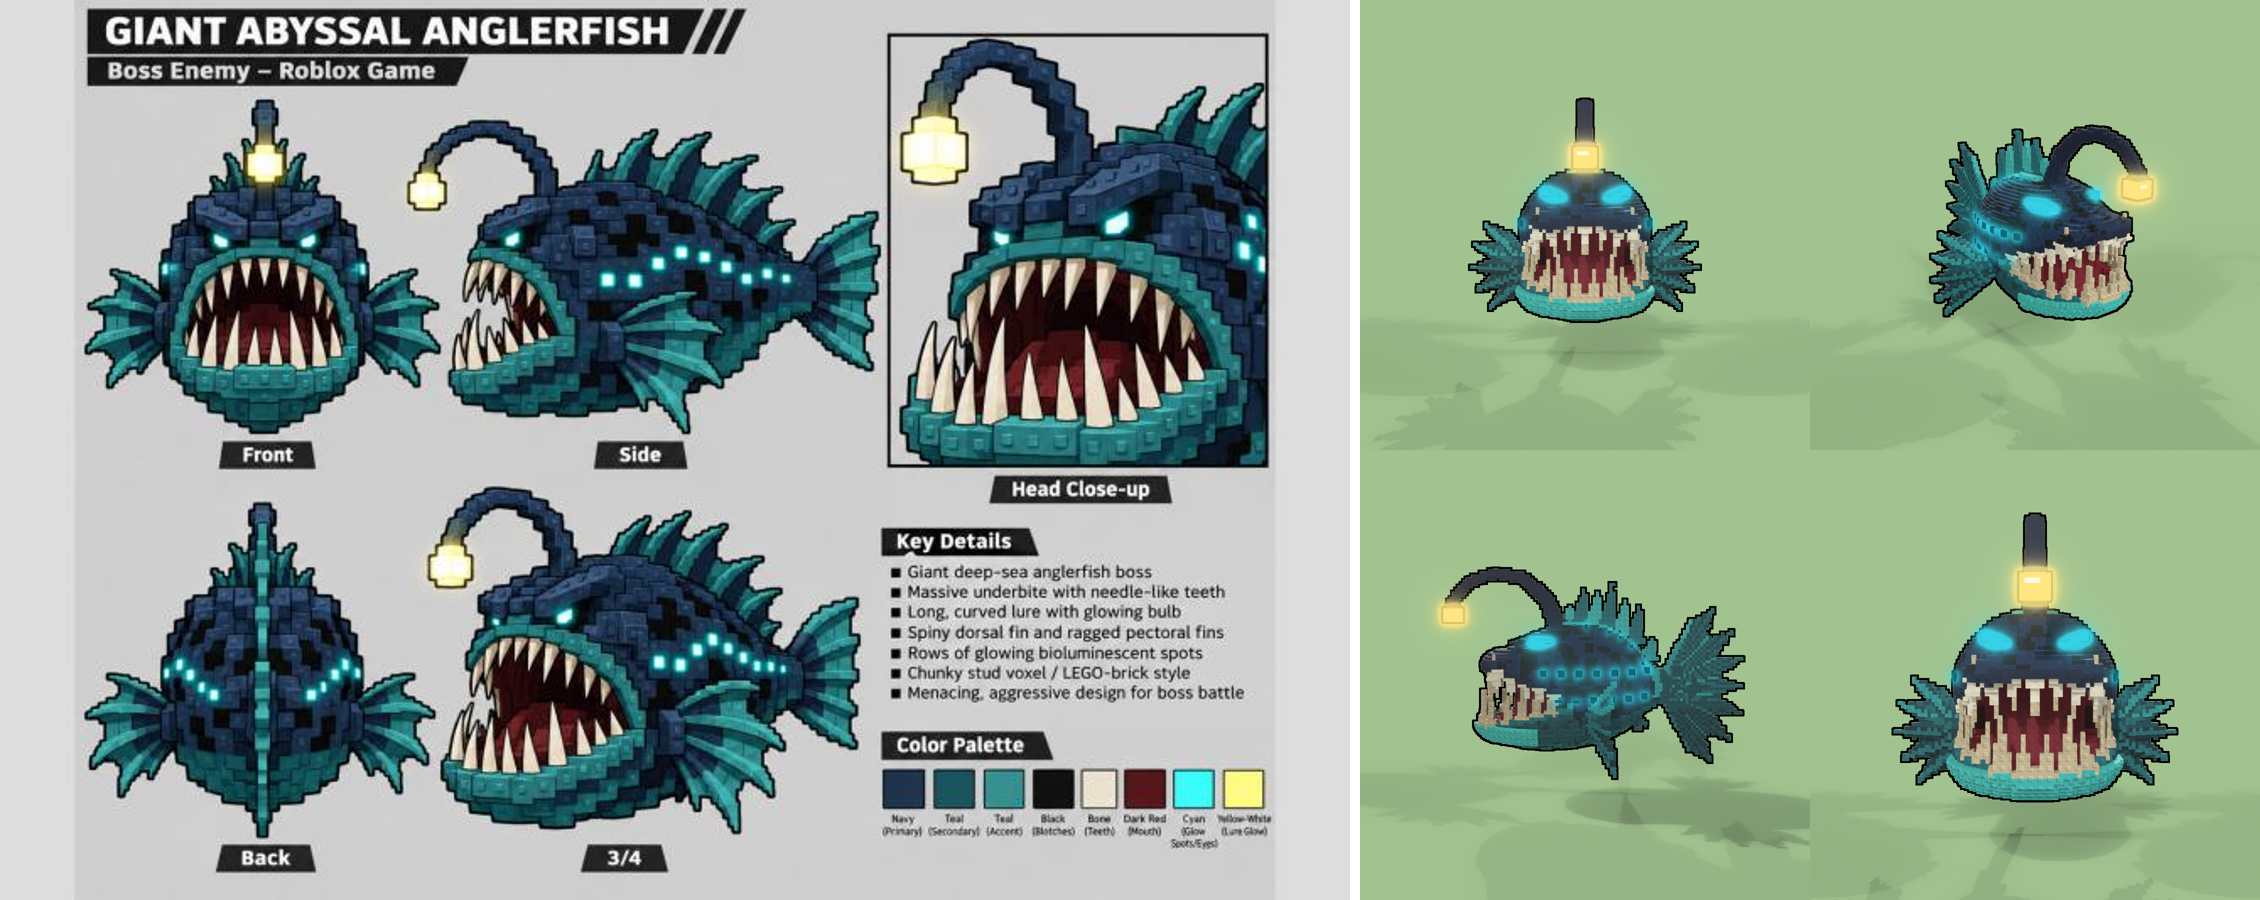 GIANT ABYSSAL ANGLERFISH
Boss Enemy – Roblox Game
Front
Side
Head Close-up
Back
3/4
Key Details
■ Giant deep-sea anglerfish boss
■ Massive underbite with needle-like teeth
■ Long, curved lure with glowing bulb
■ Spiny dorsal fin and ragged pectoral fins
■ Rows of glowing bioluminescent spots
■ Chunky stud voxel / LEGO-brick style
■ Menacing, aggressive design for boss battle
Color Palette
Navy
(Primary)
Teal
(Secondary)
Teal
(Accent)
Black
(Blotches)
Bone
(Teeth)
Dark Red
(Mouth)
Cyan
(Glow
Spots/Eyes)
Yellow-White
(Lure Glow)